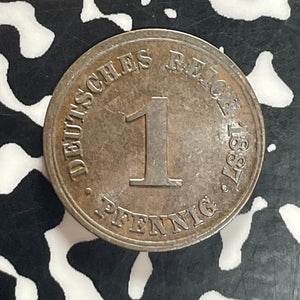 DEUTSCHES REICH 1887
1
· PFENNIG ·